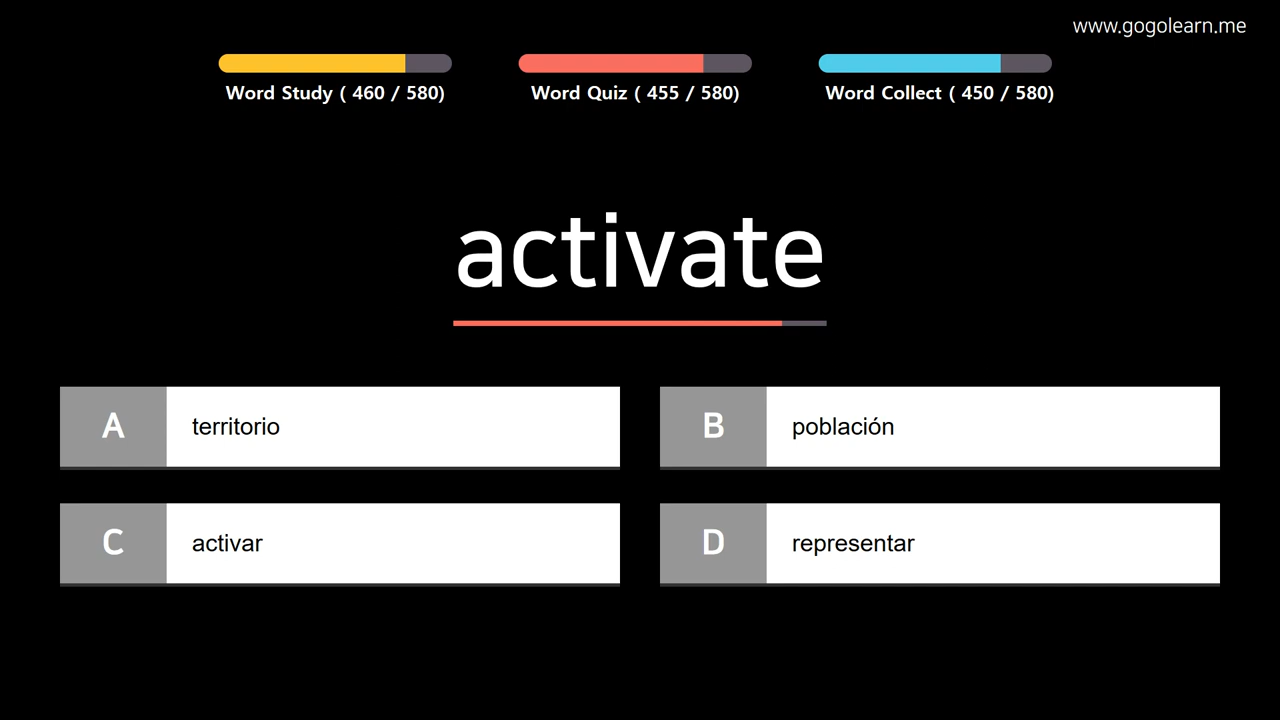 www.gogolearn.me
Word Study ( 460 / 580)
Word Quiz ( 455 / 580)
Word Collect ( 450 / 580)
activate
A territorio
B población
C activar
D representar